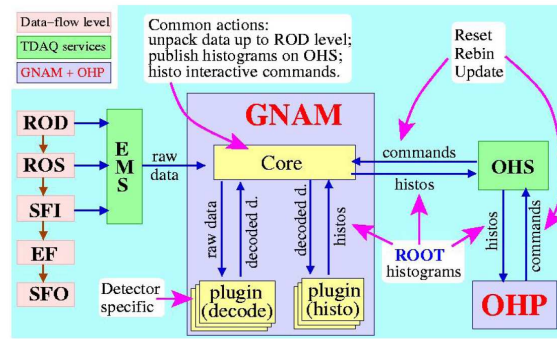 Data-flow level
TDAQ services
GNAM + OHP
Common actions:
unpack data up to ROD level;
publish histograms on OHS;
histo interactive commands.
Reset
Rebin
Update
ROD
ROS
SFI
EF
SFO
E
M
S
raw
data
GNAM
Core
raw data
decoded d.
decoded d.
histos
commands
histos
OHS
histos
commands
ROOT
histograms
Detector
specific
plugin
(decode)
plugin
(histo)
OHP